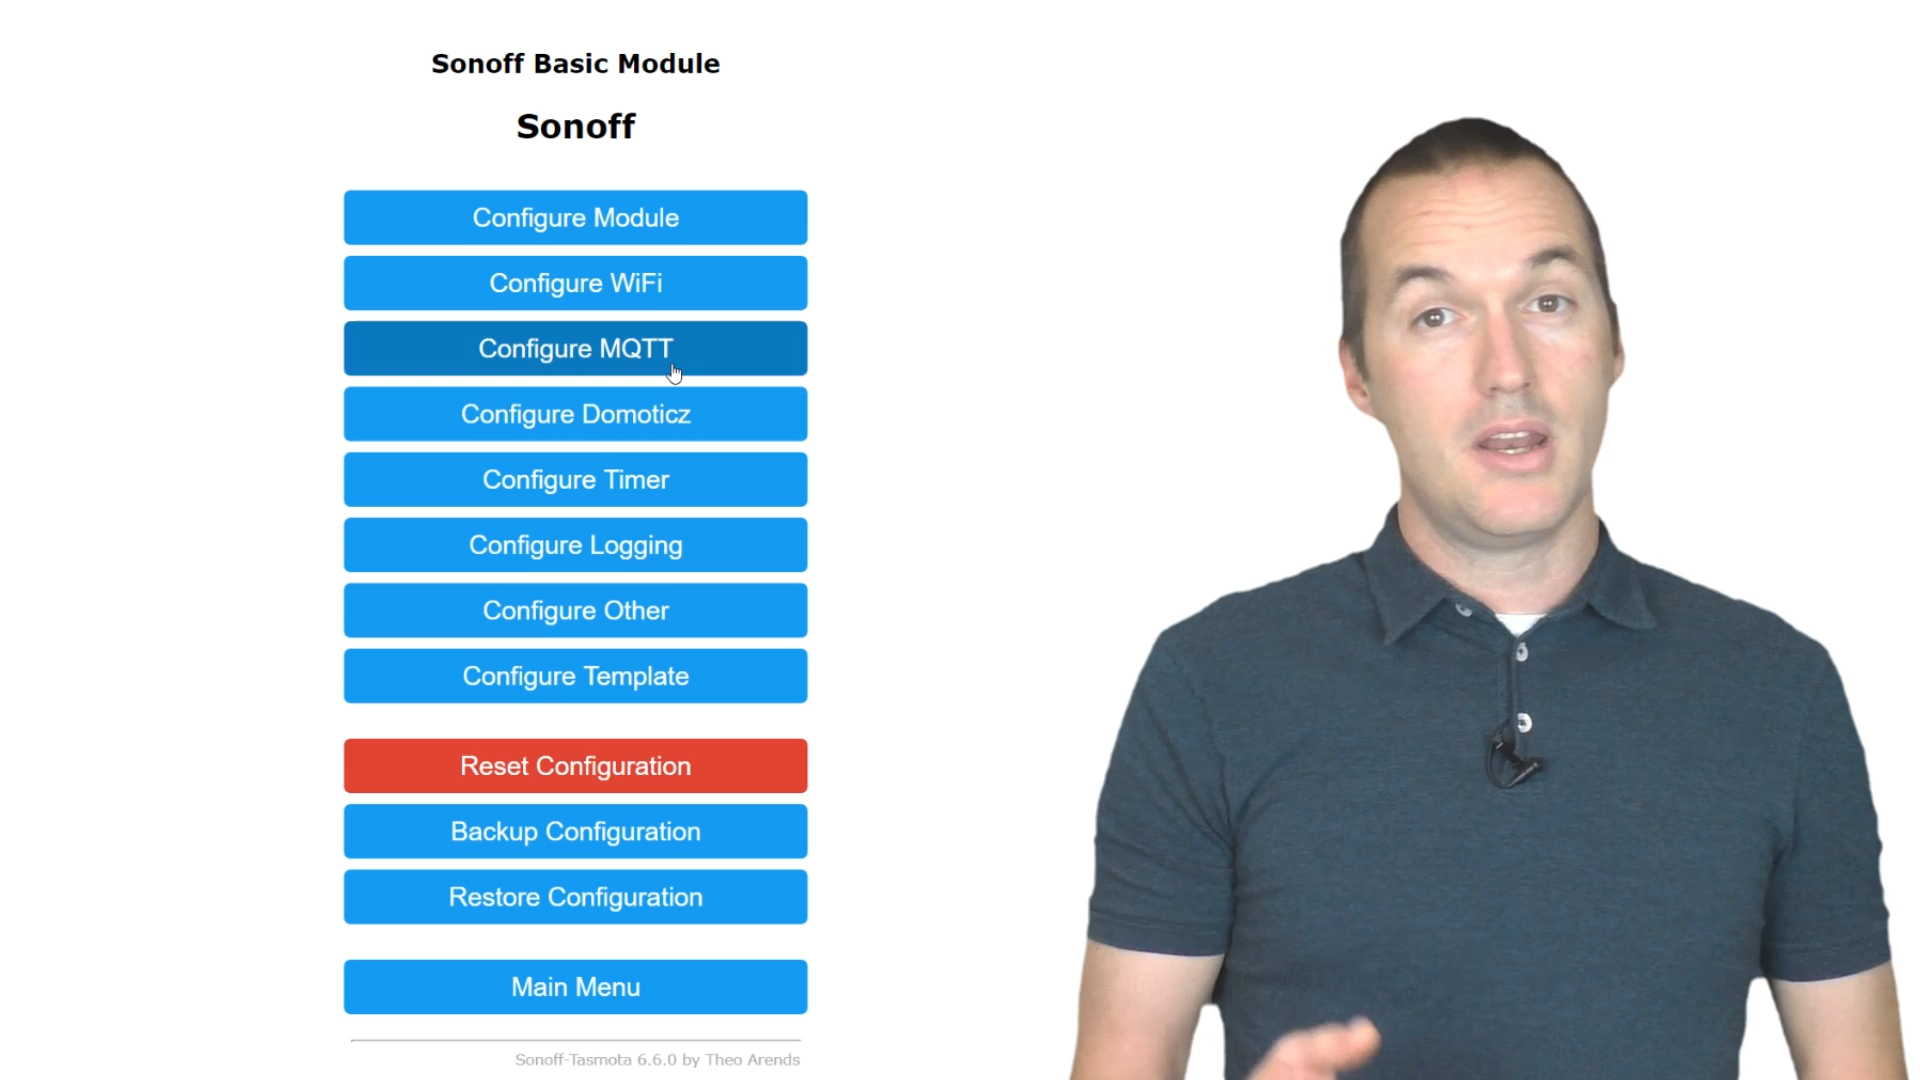 Sonoff Basic Module
Sonoff
Configure Module
Configure WiFi
Configure MQTT
Configure Domoticz
Configure Timer
Configure Logging
Configure Other
Configure Template
Reset Configuration
Backup Configuration
Restore Configuration
Main Menu
Sonoff-Tasmota 6.6.0 by Theo Arends